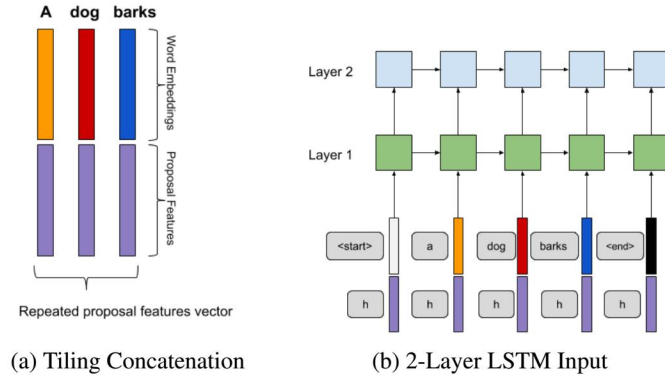 A dog barks
Word Embeddings
Proposal Features
Repeated proposal features vector
(a) Tiling Concatenation
Layer 2
Layer 1
<start> a dog barks <end>
h h h h h
(b) 2-Layer LSTM Input